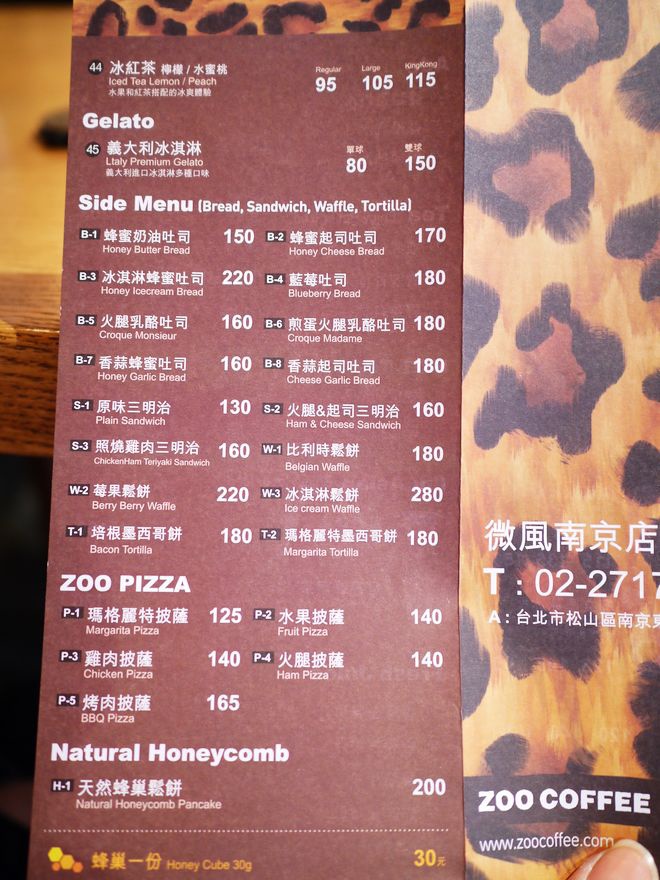 Regular Large KingKong
44 冰紅茶 檸檬 / 水蜜桃 95 105 115
Iced Tea Lemon / Peach
水果和紅茶搭配的冰爽體驗
Gelato
單球 雙球
45 義大利冰淇淋 80 150
Ltaly Premium Gelato
義大利進口冰淇淋多種口味
Side Menu (Bread, Sandwich, Waffle, Tortilla)
B-1 蜂蜜奶油吐司 150 B-2 蜂蜜起司吐司 170
Honey Butter Bread Honey Cheese Bread
B-3 冰淇淋蜂蜜吐司 220 B-4 藍莓吐司 180
Honey Icecream Bread Blueberry Bread
B-5 火腿乳酪吐司 160 B-6 煎蛋火腿乳酪吐司 180
Croque Monsieur Croque Madame
B-7 香蒜蜂蜜吐司 160 B-8 香蒜起司吐司 180
Honey Garlic Bread Cheese Garlic Bread
S-1 原味三明治 130 S-2 火腿&起司三明治 160
Plain Sandwich Ham & Cheese Sandwich
S-3 照燒雞肉三明治 160 W-1 比利時鬆餅 180
ChickenHam Teriyaki Sandwich Belgian Waffle
W-2 莓果鬆餅 220 W-3 冰淇淋鬆餅 280
Berry Berry Waffle Ice cream Waffle
T-1 培根墨西哥餅 180 T-2 瑪格麗特墨西哥餅 180
Bacon Tortilla Margarita Tortilla
ZOO PIZZA
P-1 瑪格麗特披薩 125 P-2 水果披薩 140
Margarita Pizza Fruit Pizza
P-3 雞肉披薩 140 P-4 火腿披薩 140
Chicken Pizza Ham Pizza
P-5 烤肉披薩 165
BBQ Pizza
Natural Honeycomb
H-1 天然蜂巢鬆餅 200
Natural Honeycomb Pancake
蜂巢一份 Honey Cube 30g 30元
微風南京店
T : 02-2717
A : 台北市松山區南京東
ZOO COFFEE
www.zoocoffee.com